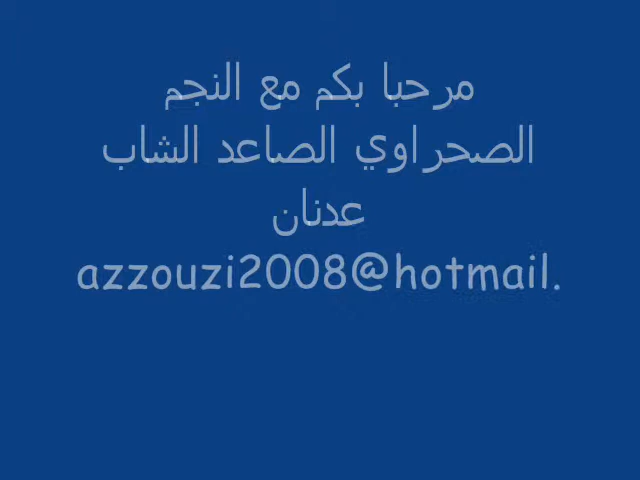 مرحبا بكم مع النجم
الصحراوي الصاعد الشاب
عدنان
azzouzi2008@hotmail.